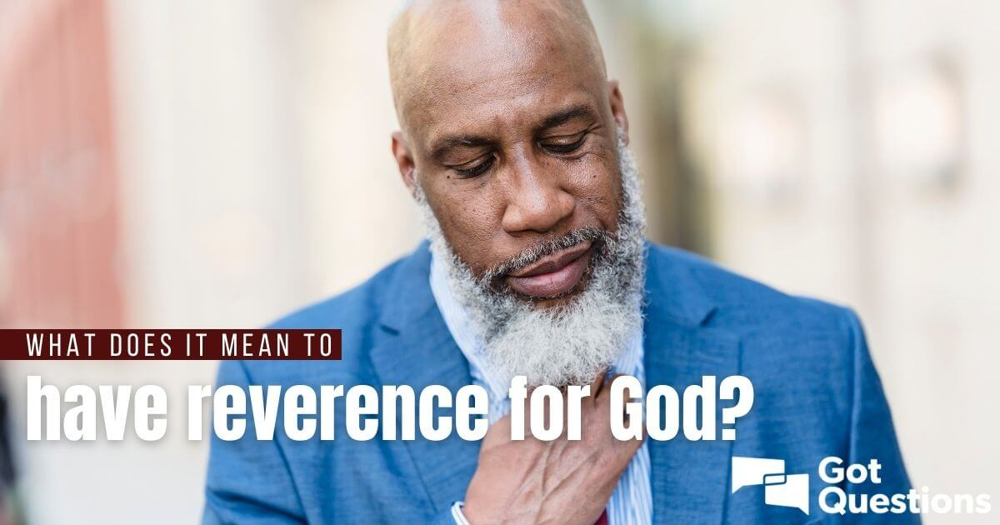 WHAT DOES IT MEAN TO
have reverence for God?
Got
Questions